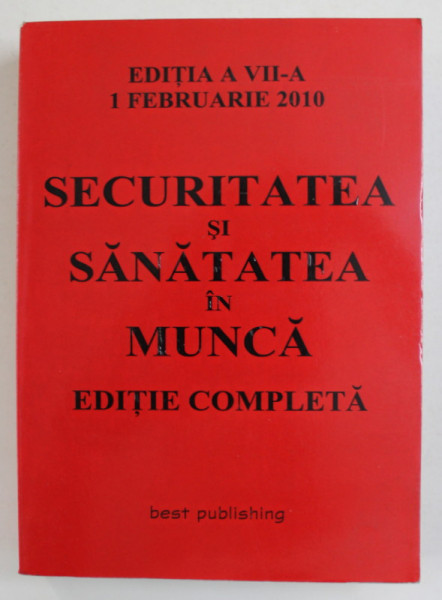 EDIȚIA A VII-A
1 FEBRUARIE 2010
SECURITATEA
ȘI
SĂNĂTATEA
ÎN
MUNCĂ
EDIȚIE COMPLETĂ
best publishing